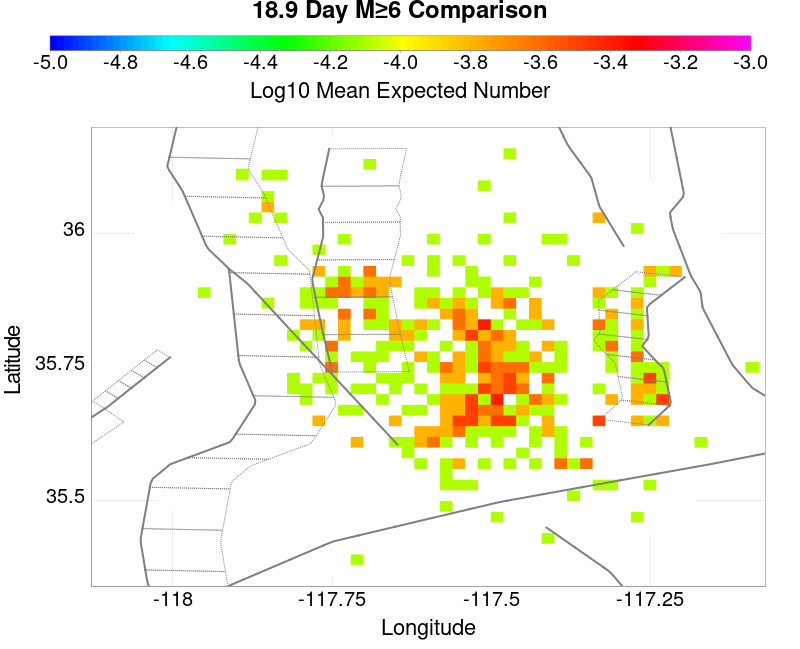 18.9 Day M≥6 Comparison
-5.0 -4.8 -4.6 -4.4 -4.2 -4.0 -3.8 -3.6 -3.4 -3.2 -3.0
Log10 Mean Expected Number
36
35.75
35.5
Latitude
-118 -117.75 -117.5 -117.25
Longitude